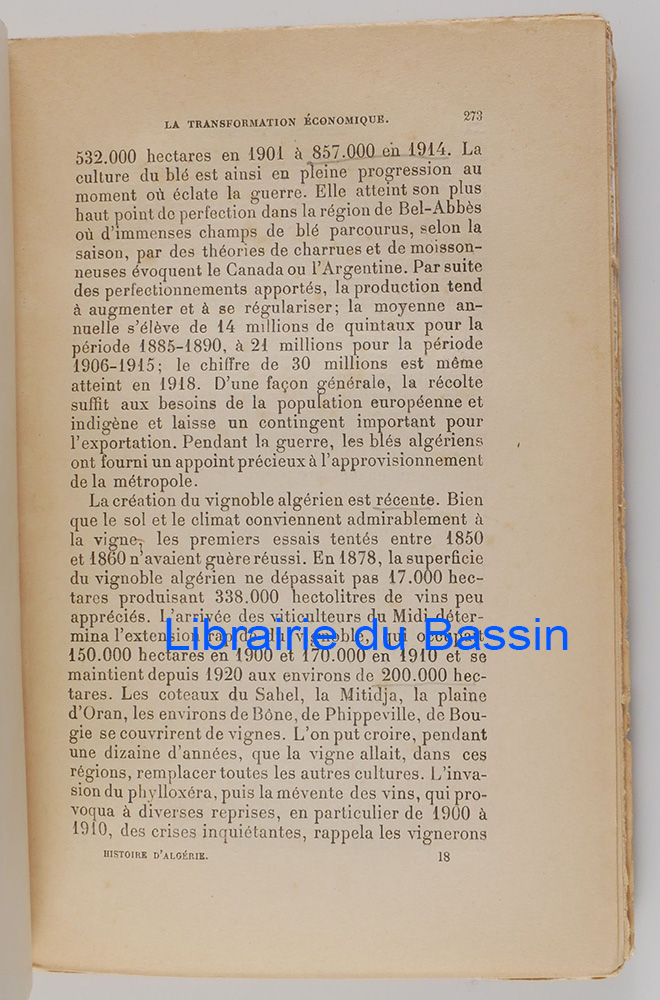 LA TRANSFORMATION ÉCONOMIQUE. 273
532.000 hectares en 1901 à 857.000 en 1914. La
culture du blé est ainsi en pleine progression au
moment où éclate la guerre. Elle atteint son plus
haut point de perfection dans la région de Bel-Abbès
où d'immenses champs de blé parcourus, selon la
saison, par des théories de charrues et de moisson-
neuses évoquent le Canada ou l'Argentine. Par suite
des perfectionnements apportés, la production tend
à augmenter et à se régulariser; la moyenne an-
nuelle s'élève de 14 millions de quintaux pour la
période 1885-1890, à 21 millions pour la période
1906-1915; le chiffre de 30 millions est même
atteint en 1918. D'une façon générale, la récolte
suffit aux besoins de la population européenne et
indigène et laisse un contingent important pour
l'exportation. Pendant la guerre, les blés algériens
ont fourni un appoint précieux à l'approvisionnement
de la métropole.
La création du vignoble algérien est récente. Bien
que le sol et le climat conviennent admirablement à
la vigne, les premiers essais tentés entre 1850
et 1860 n'avaient guère réussi. En 1878, la superficie
du vignoble algérien ne dépassait pas 17.000 hec-
tares produisant 338.000 hectolitres de vins peu
appréciés. L'arrivée des viticulteurs du Midi déter-
mina l'extension rapide du vignoble, qui occupait
Librairie du Bassin
150.000 hectares en 1900 et 170.000 en 1910 et se
maintient depuis 1920 aux environs de 200.000 hec-
tares. Les coteaux du Sahel, la Mitidja, la plaine
d'Oran, les environs de Bône, de Phippeville, de Bou-
gie se couvrirent de vignes. L'on put croire, pendant
une dizaine d'années, que la vigne allait, dans ces
régions, remplacer toutes les autres cultures. L'inva-
sion du phylloxéra, puis la mévente des vins, qui pro-
voqua à diverses reprises, en particulier de 1900 à
1910, des crises inquiétantes, rappela les vignerons
HISTOIRE D'ALGÉRIE. 18